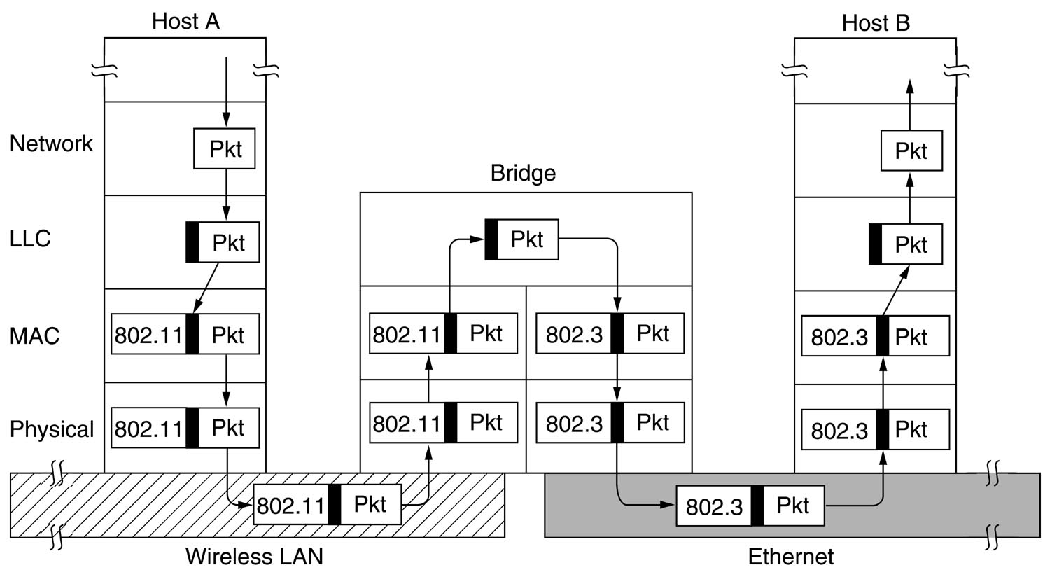 Host A
Host B
Network
Pkt
Pkt
Bridge
LLC
Pkt
Pkt
Pkt
MAC
802.11 Pkt
802.11 Pkt
802.3 Pkt
802.3 Pkt
Physical
802.11 Pkt
802.11 Pkt
802.3 Pkt
802.3 Pkt
802.11 Pkt
802.3 Pkt
Wireless LAN
Ethernet